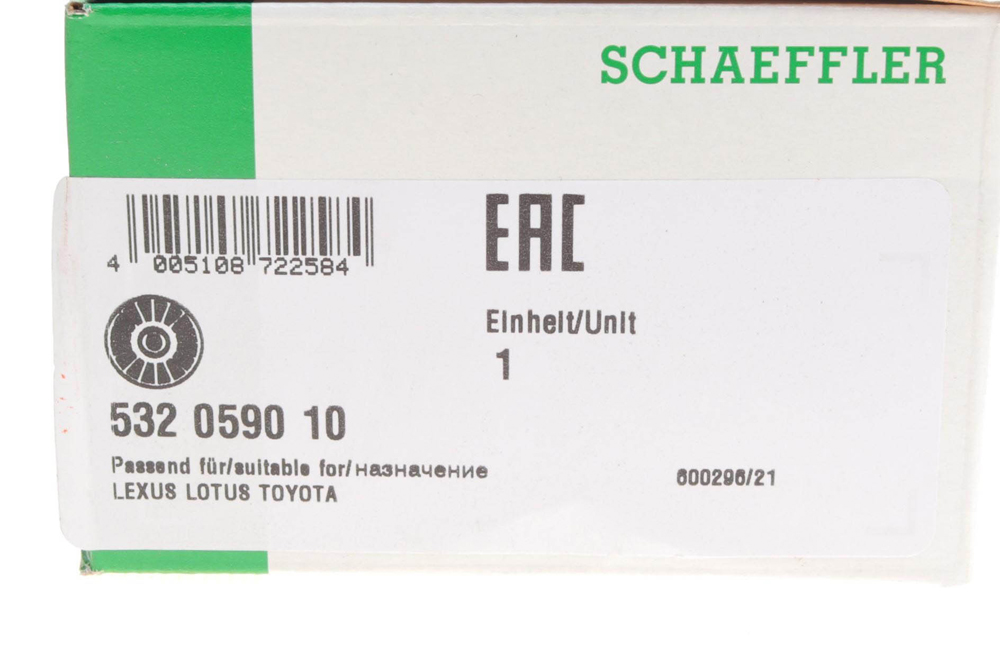 SCHAEFFLER
EAC
4 005108 722584
Einheit/Unit
1
532 0590 10
Passend für/suitable for/назначение
LEXUS LOTUS TOYOTA
600296/21